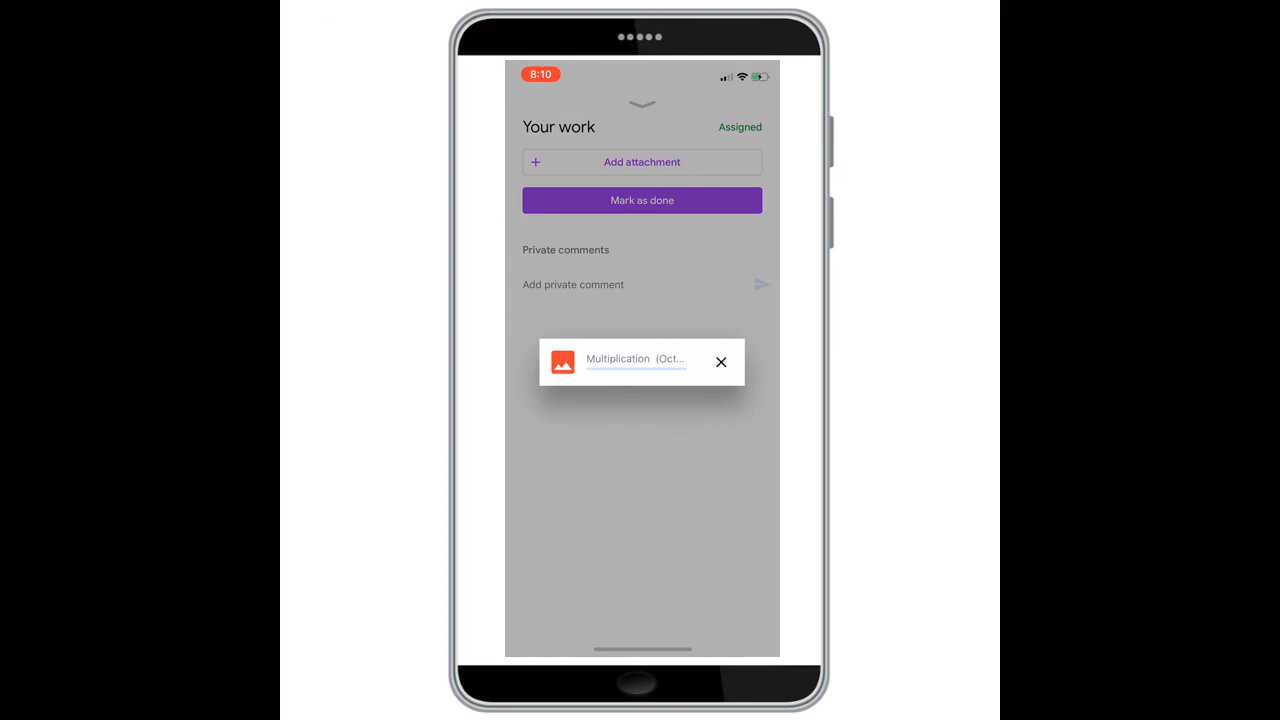 8:10
Your work
Assigned
+ Add attachment
Mark as done
Private comments
Add private comment
Multiplication (Oct...